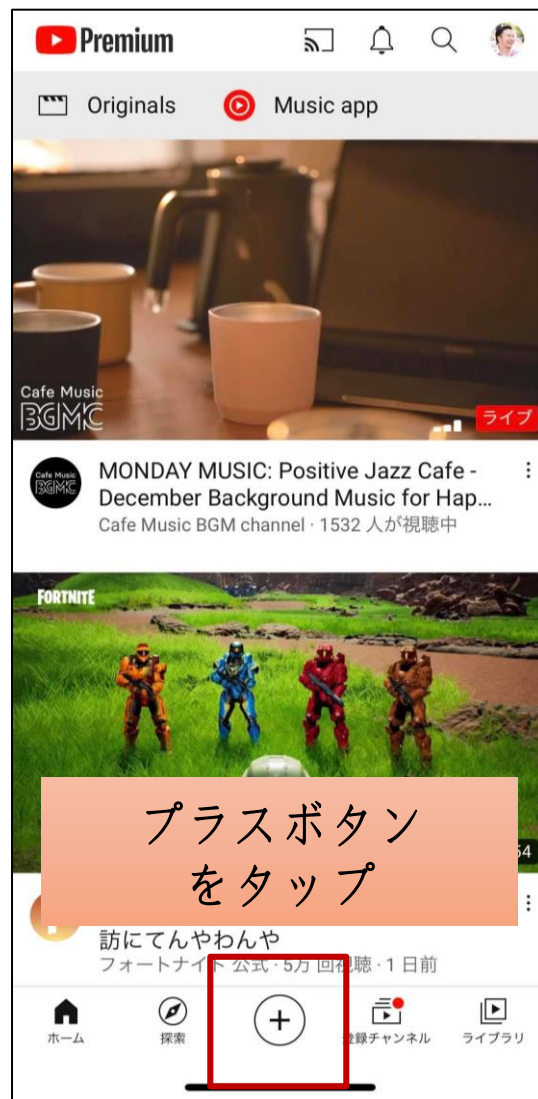 Premium
Originals
Music app
Cafe Music
BGMC
ライブ
Cafe Music
BGMC
MONDAY MUSIC: Positive Jazz Cafe -
December Background Music for Hap...
Cafe Music BGM channel · 1532 人が視聴中
FORTNITE
プラスボタン
をタップ
54
訪にてんやわんや
フォートナイト 公式 · 5万 回視聴 · 1 日前
ホーム
探索
登録チャンネル
ライブラリ